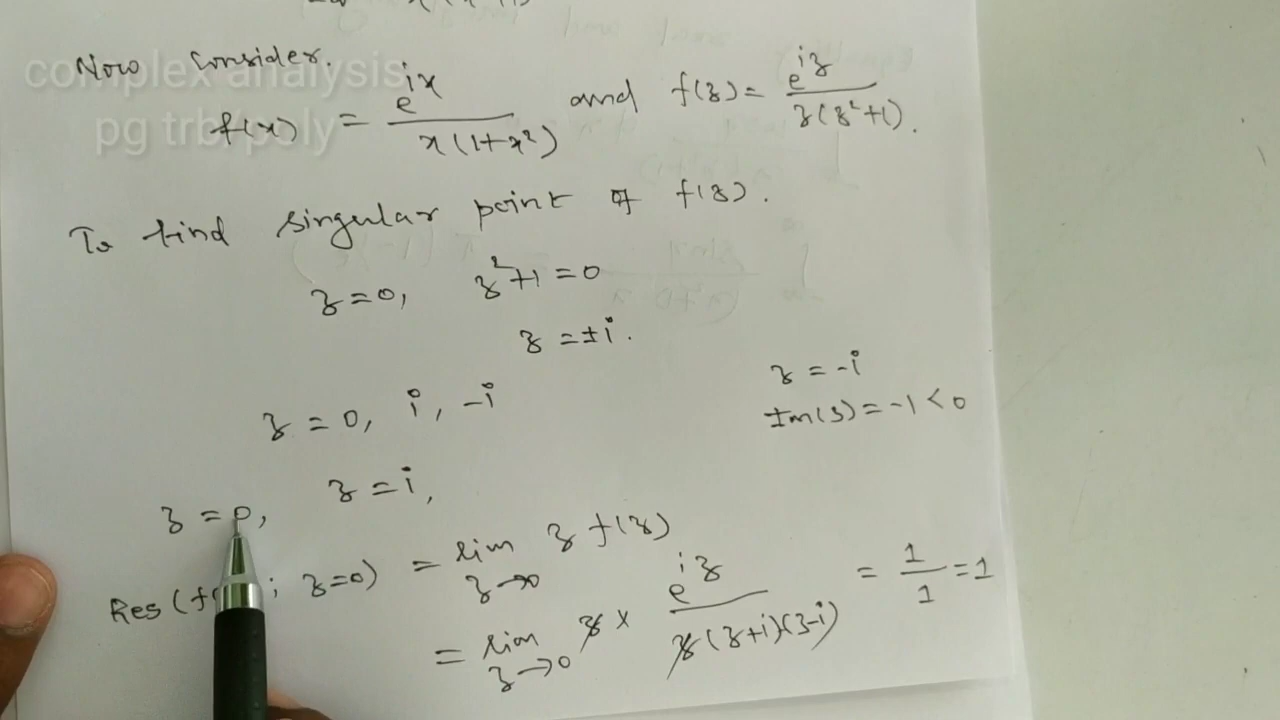 Now consider.
complex analysis
pg trb poly
f(x) = e^{ix} / x(1+x²) and f(z) = e^{iz} / z(z²+1).
To find singular point of f(z).
z=0, z²+1=0
z=±i.
z=-i
Im(z)=-1<0
z=0, i, -i
z=0, z=i,
Res(f ; z=0) = lim z→0 z f(z)
= lim z→0 z × e^{iz} / z(z+i)(z-i) = 1/1 =1